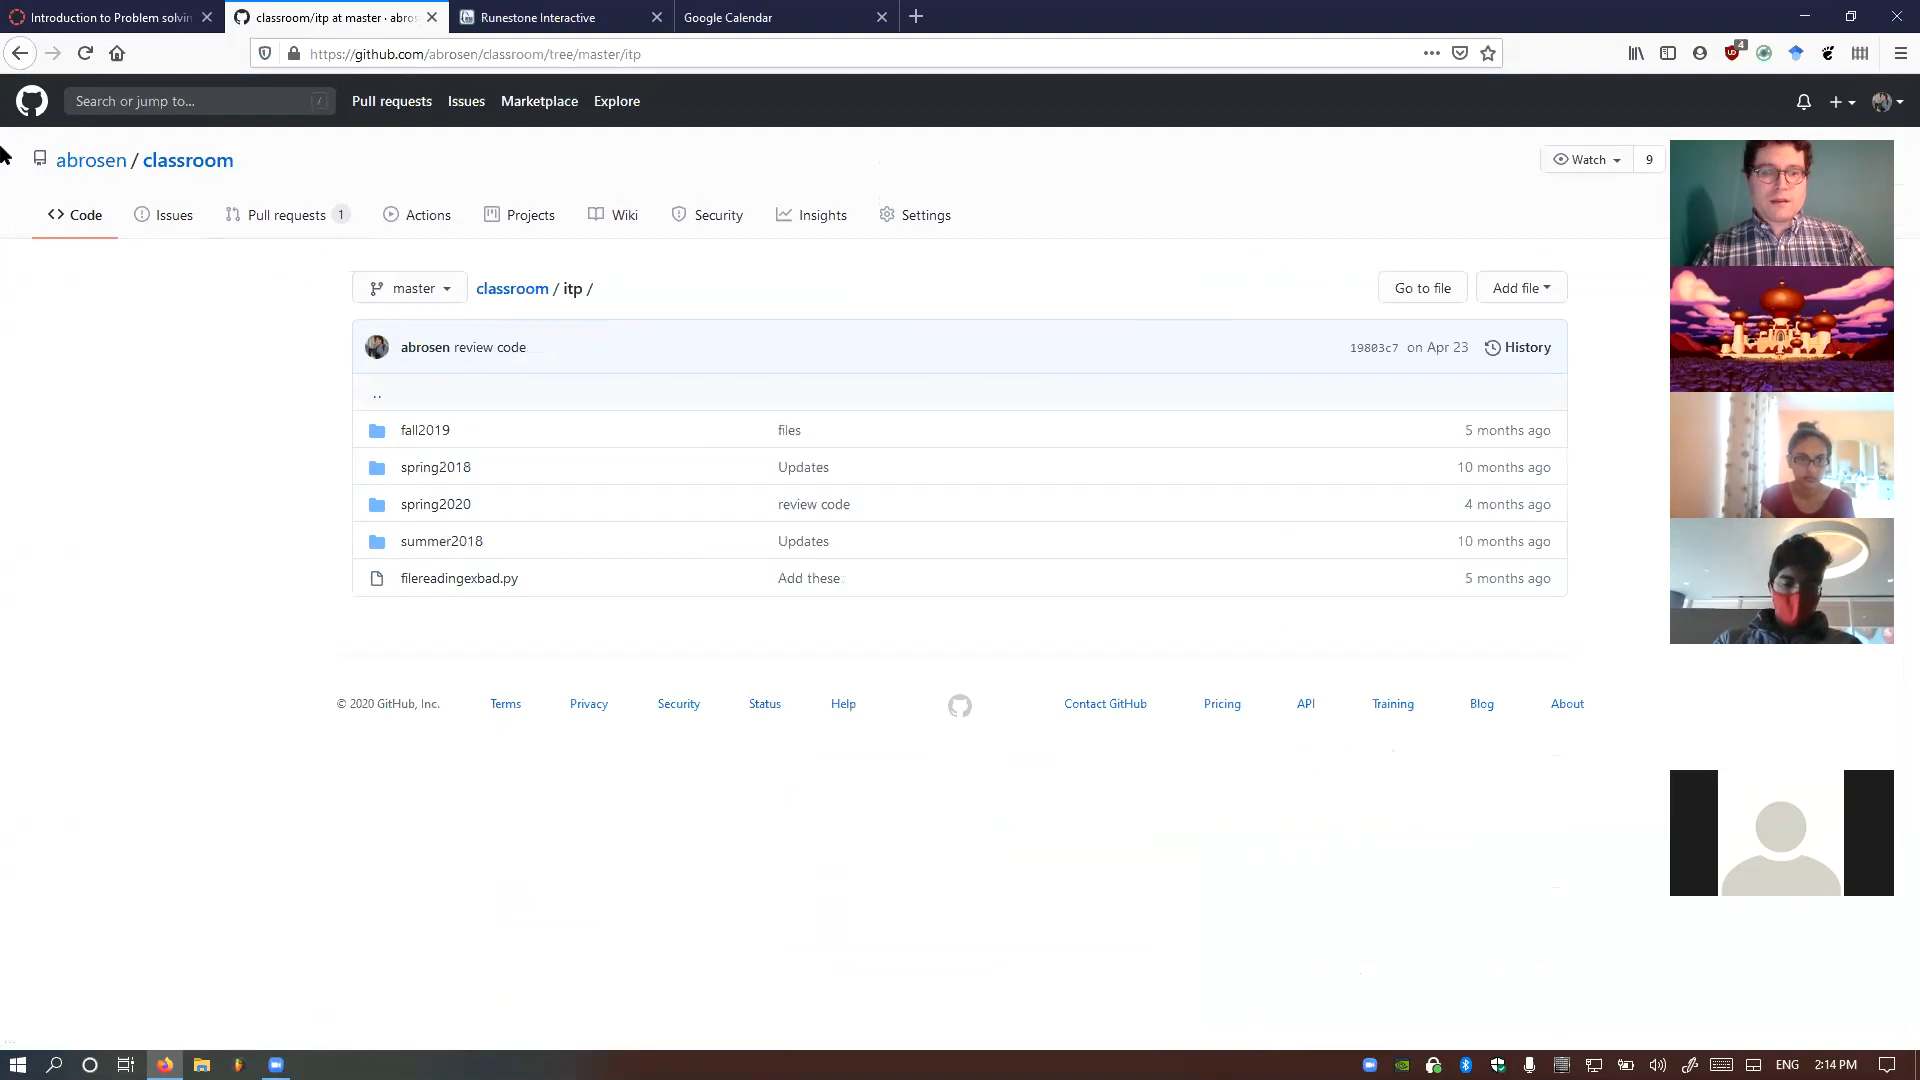 Introduction to Problem solvin
classroom/itp at master · abros
Runestone Interactive
Google Calendar
https://github.com/abrosen/classroom/tree/master/itp
4
Search or jump to...
/
Pull requests
Issues
Marketplace
Explore
abrosen / classroom
Watch
9
Code
Issues
Pull requests 1
Actions
Projects
Wiki
Security
Insights
Settings
master
classroom / itp /
Go to file
Add file
abrosen review code
19803c7 on Apr 23
History
..
fall2019 files 5 months ago
spring2018 Updates 10 months ago
spring2020 review code 4 months ago
summer2018 Updates 10 months ago
filereadingexbad.py Add these 5 months ago
© 2020 GitHub, Inc.
Terms
Privacy
Security
Status
Help
Contact GitHub
Pricing
API
Training
Blog
About
ENG
2:14 PM